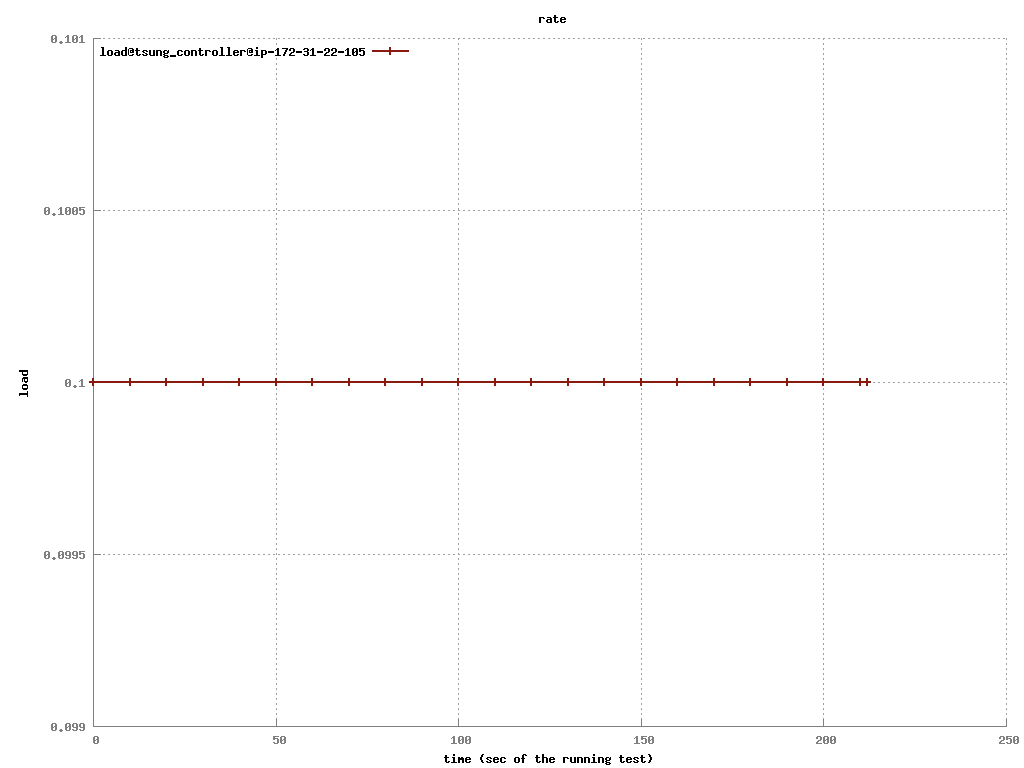 rate
0.101
load@tsung_controller@ip-172-31-22-105
0.1005
load
0.1
0.0995
0.099
0 50 100 150 200 250
time (sec of the running test)